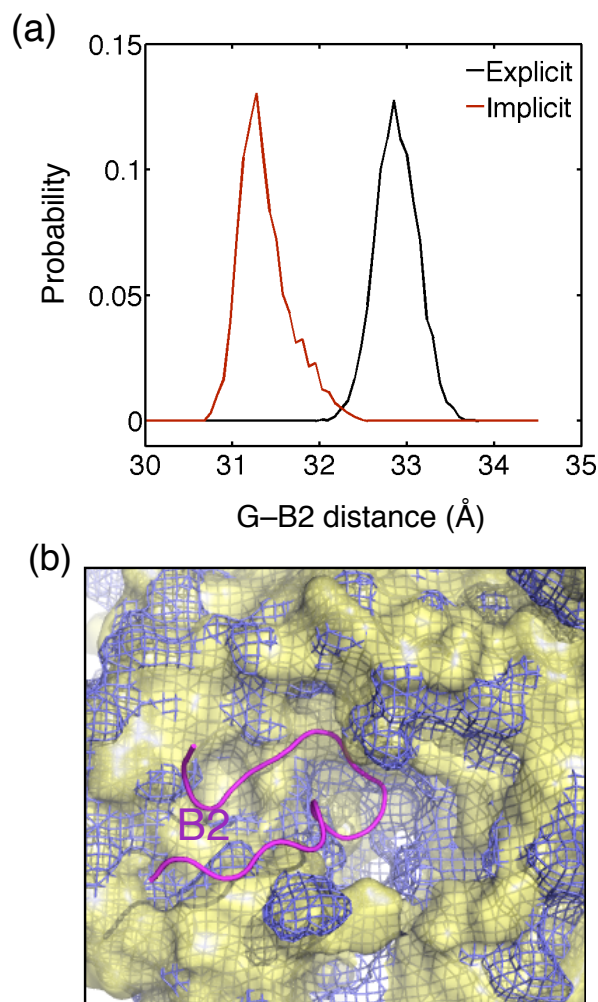 (a)
0.15
Explicit
Implicit
0.1
Probability
0.05
0
30 31 32 33 34 35
G–B2 distance (Å)
(b)
B2